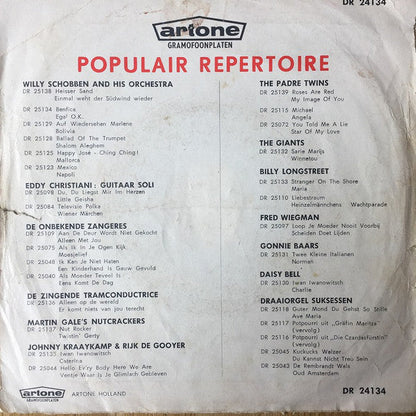 DR 24134
artone
GRAMOFOONPLATEN
POPULAIR REPERTOIRE
WILLY SCHOBBEN AND HIS ORCHESTRA
DR 25138 Heisser Sand
Einmal weht der Südwind wieder
DR 25134 Benfica
Ega! O.K.
DR 25129 Auf Wiedersehen Marlene
Bolivia
DR 25128 Ballad Of The Trumpet
Shalom Aleghom
DR 25125 Happy José - Ching Ching!
Mallorca
DR 25123 Mexico
Napoli
EDDY CHRISTIANI: GUITAAR SOLI
DR 25098 Du, Du Liegst Mir Im Herzen
Little Geisha
DR 25084 Televisie Polka
Wiener Märchen
DE ONBEKENDE ZANGERES
DR 25109 Aan De Deur Wordt Niet Gekocht
Alleen Met Jou
DR 25075 Als Ik In Je Ogen Kijk
Moesjelief
DR 25048 Ik Kan Je Niet Haten
Een Kinderhand Is Gauw Gevuld
DR 25040 Als Moeder Teveel Is
Eens Komt De Dag
DE ZINGENDE TRAMCONDUCTRICE
DR 25136 Alleen op de wereld
Er komt niets van jou terecht
MARTIN GALE'S NUTCRACKERS
DR 25137 Nut Rocker
Twistin' Gerty
JOHNNY KRAAYKAMP & RIJK DE GOOYER
DR 25135 Iwan Iwanowitsch
Caterina
DR 25044 Hello Ev'ry Body Here We Are
Ventje Waar Is Je Glimlach Gebleven
THE PADRE TWINS
DR 25139 Roses Are Red
My Image Of You
DR 25115 Michael
Angela
DR 25072 You Told Me A Lie
Star Of My Love
THE GIANTS
DR 25132 Sarie Marijs
Winnetou
BILLY LONGSTREET
DR 25133 Stranger On The Shore
Maria
DR 25110 Liebestraum
Heinzelmännchens Wachtparade
FRED WIEGMAN
DR 25097 Loop Je Moeder Nooit Voorbij
Scheiden Doet Lijden
GONNIE BAARS
DR 25131 Twee Kleine Italianen
Norman
DAISY BELL
DR 25130 Iwan Iwanowitsch
Charlie
DRAAIORGEL SUKSESSEN
DR 25118 Guter Mond Du Gehst So Stille
Ave Maria
DR 25117 Potpourri uit „Gräfin Maritza"
(vervolg)
DR 25116 Potpourri uit „Die Czardasfürstin"
(vervolg)
DR 25045 Kuckucks Walzer
Du Kannst Nicht Treu Sein
DR 25043 De Rembrandt Wals
Oud Amsterdam
artone
ARTONE HOLLAND
DR 24134